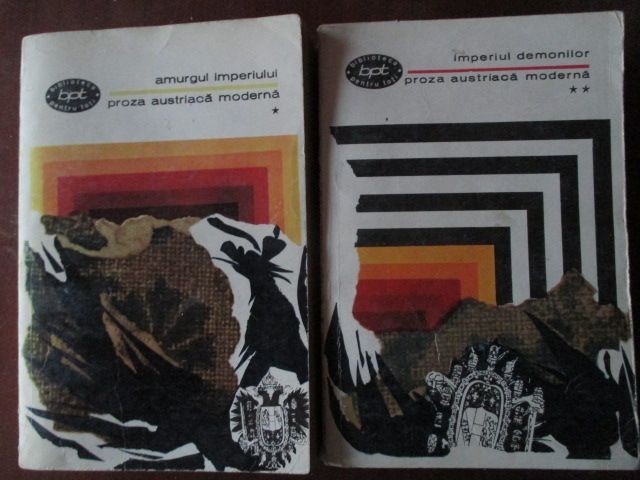 biblioteca
bpt
pentru toți
amurgul imperiului
proza austriacă modernă
*
biblioteca
bpt
pentru toți
imperiul demonilor
proza austriacă modernă
**